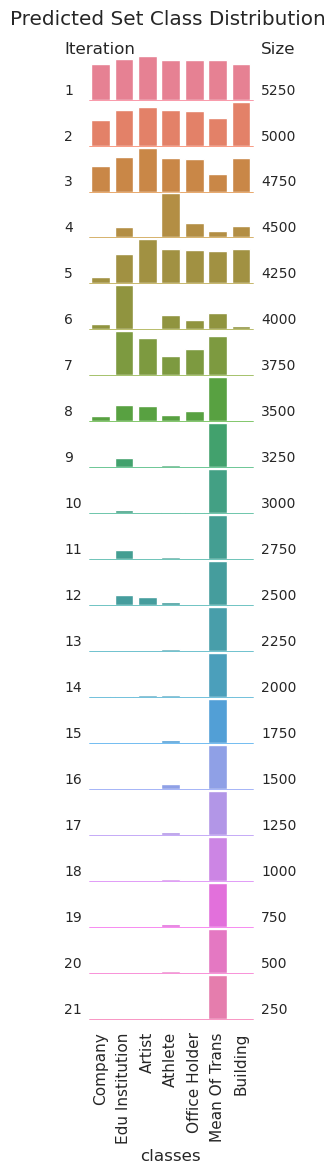 Predicted Set Class Distribution
Iteration Size
1 5250
2 5000
3 4750
4 4500
5 4250
6 4000
7 3750
8 3500
9 3250
10 3000
11 2750
12 2500
13 2250
14 2000
15 1750
16 1500
17 1250
18 1000
19 750
20 500
21 250
Company
Edu Institution
Artist
Athlete
Office Holder
Mean Of Trans
Building
classes